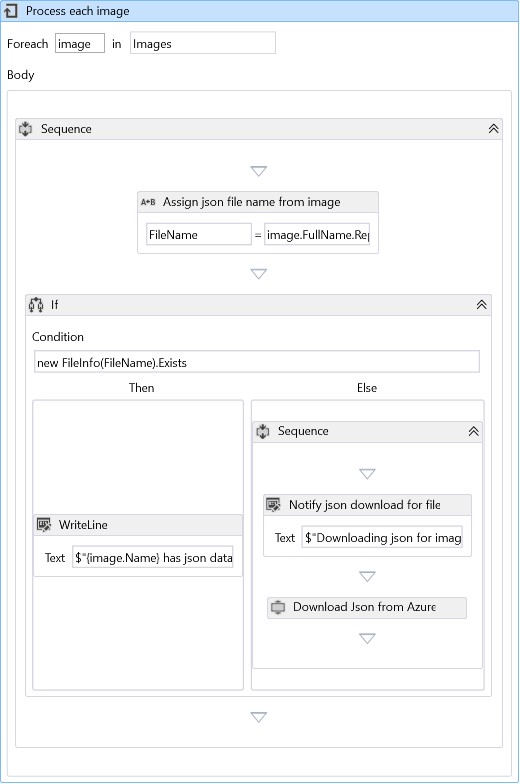 Process each image
Foreach image in Images
Body
Sequence
A+B Assign json file name from image
FileName = image.FullName.Rep
If
Condition
new FileInfo(FileName).Exists
Then Else
Sequence
Notify json download for file
Text $"Downloading json for imag
WriteLine
Text $"{image.Name} has json data
Download Json from Azure